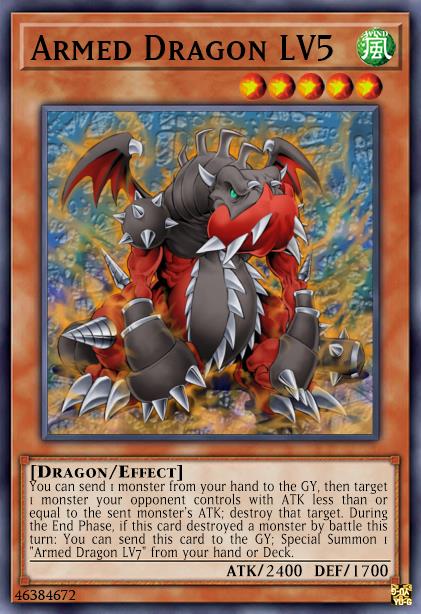 Armed Dragon LV5
WIND
風
[Dragon/Effect]
You can send 1 monster from your hand to the GY, then target
1 monster your opponent controls with ATK less than or
equal to the sent monster's ATK; destroy that target. During
the End Phase, if this card destroyed a monster by battle this
turn: You can send this card to the GY; Special Summon 1
"Armed Dragon LV7" from your hand or Deck.
ATK/2400 DEF/1700
46384672